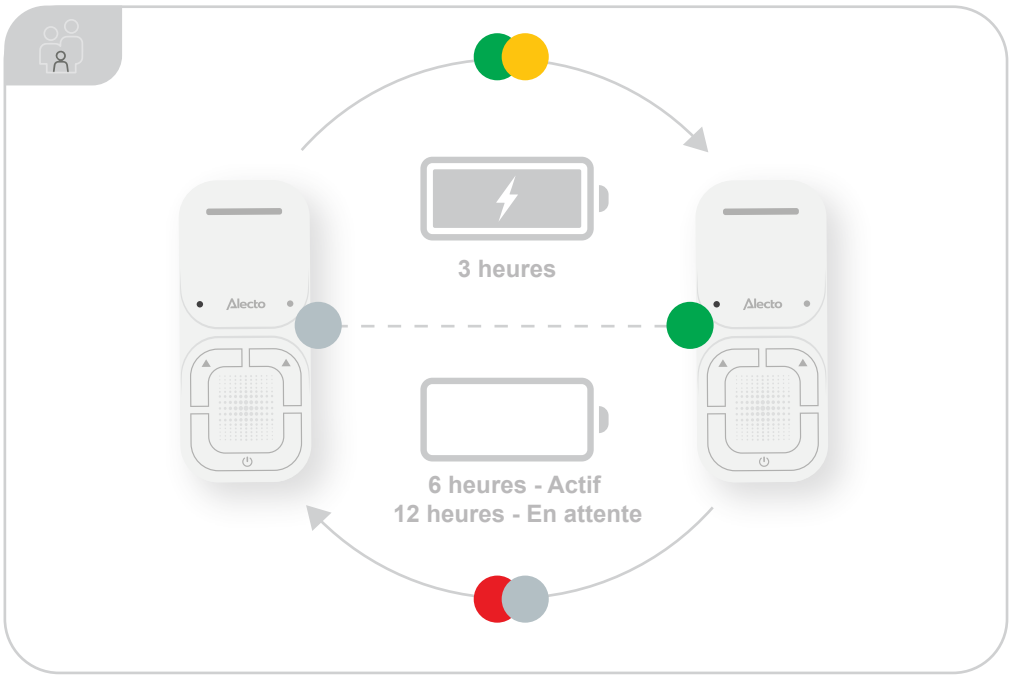 3 heures
Alecto
Alecto
6 heures - Actif
12 heures - En attente